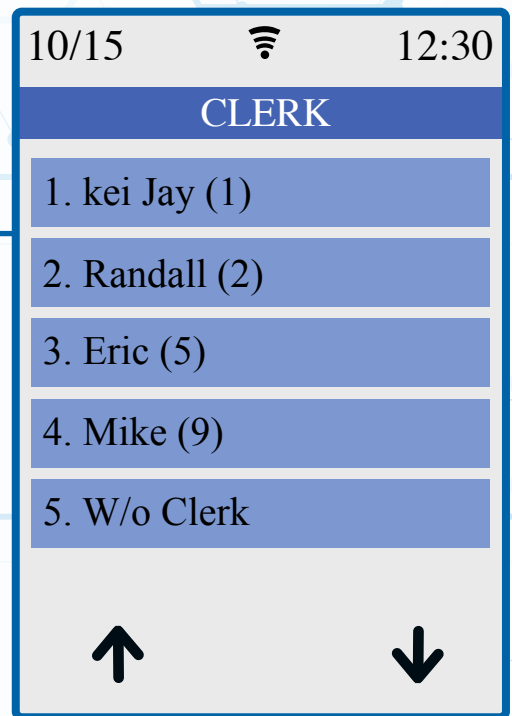 10/15 12:30
CLERK
1. kei Jay (1)
2. Randall (2)
3. Eric (5)
4. Mike (9)
5. W/o Clerk